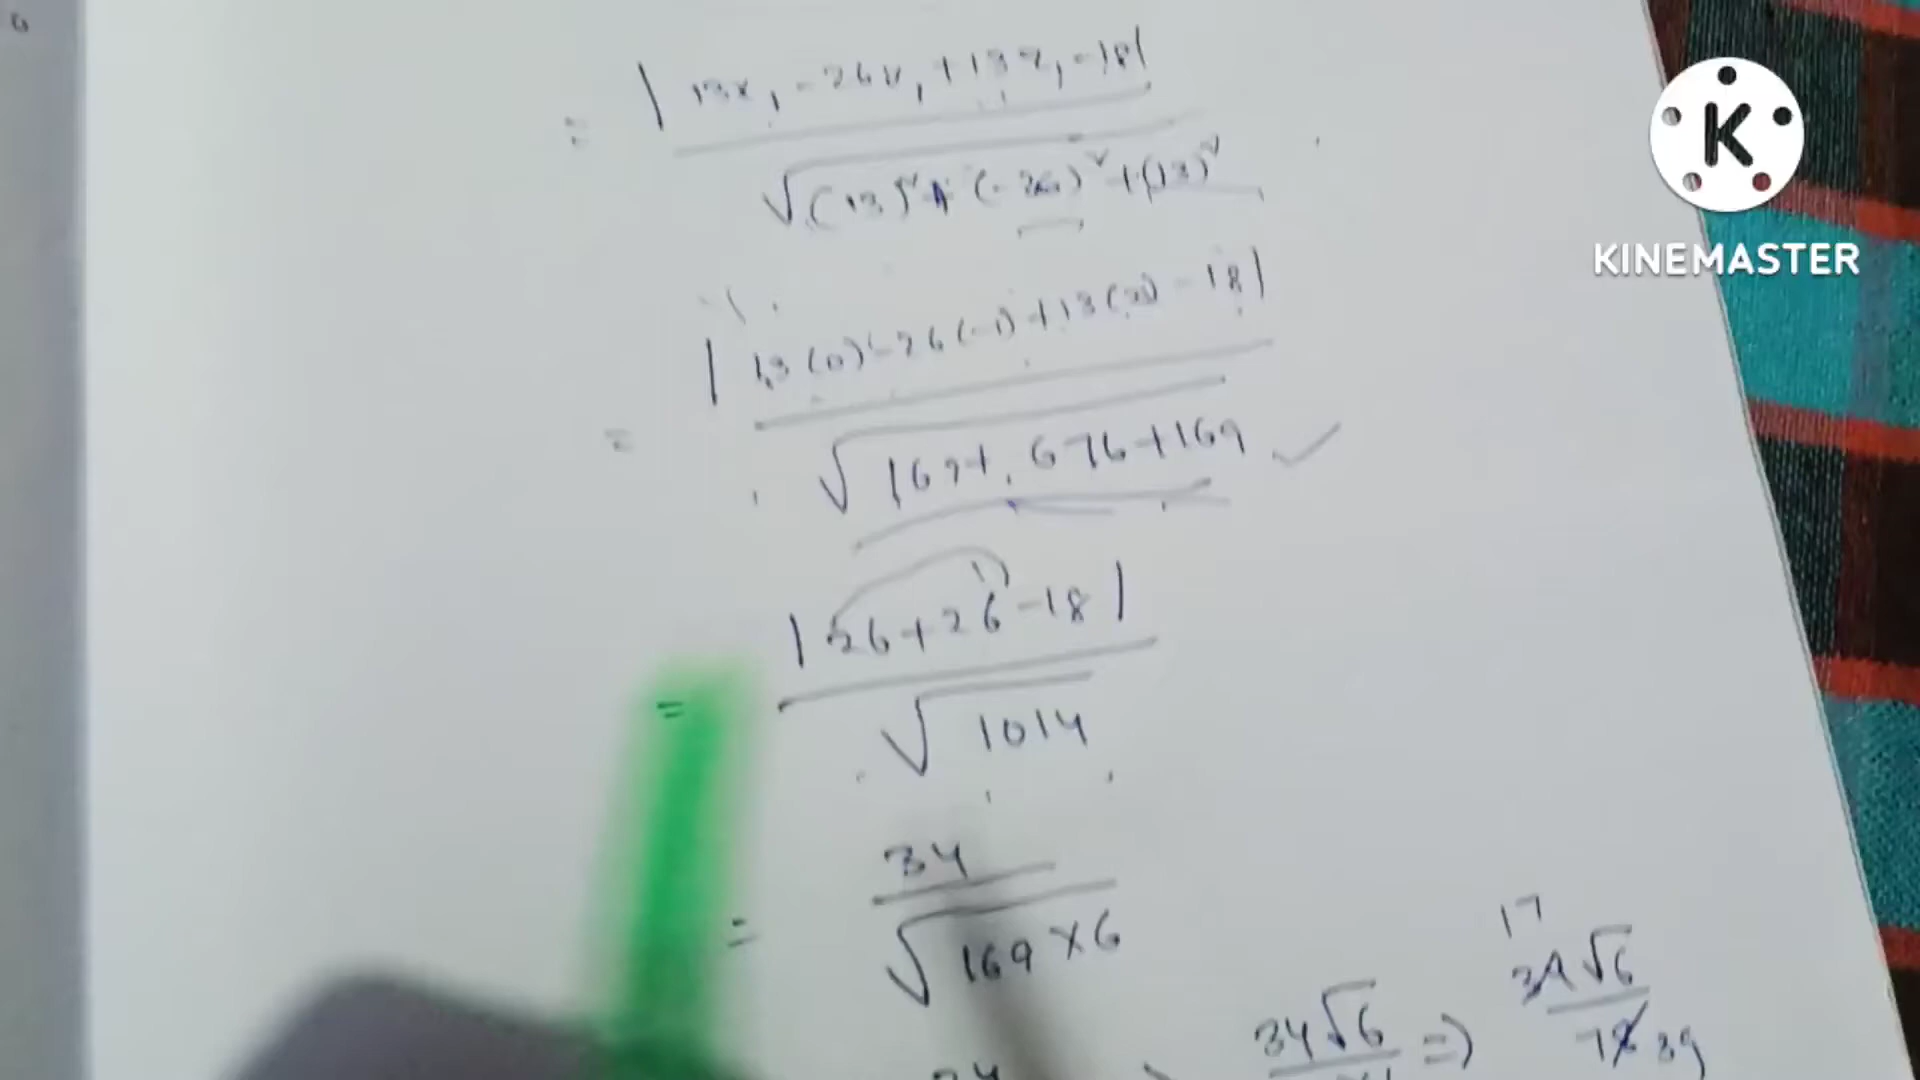 = |13x₁ - 26y₁ + 13z₁ - 18|
√(13)² + (-26)² + (13)²
= |13(0) - 26(-1) + 13(2) - 18|
√169 + 676 + 169
= |26 + 26 - 18|
√1014
= 34
√169 × 6
34√6 => 34√6
17
78 39
K
KINEMASTER